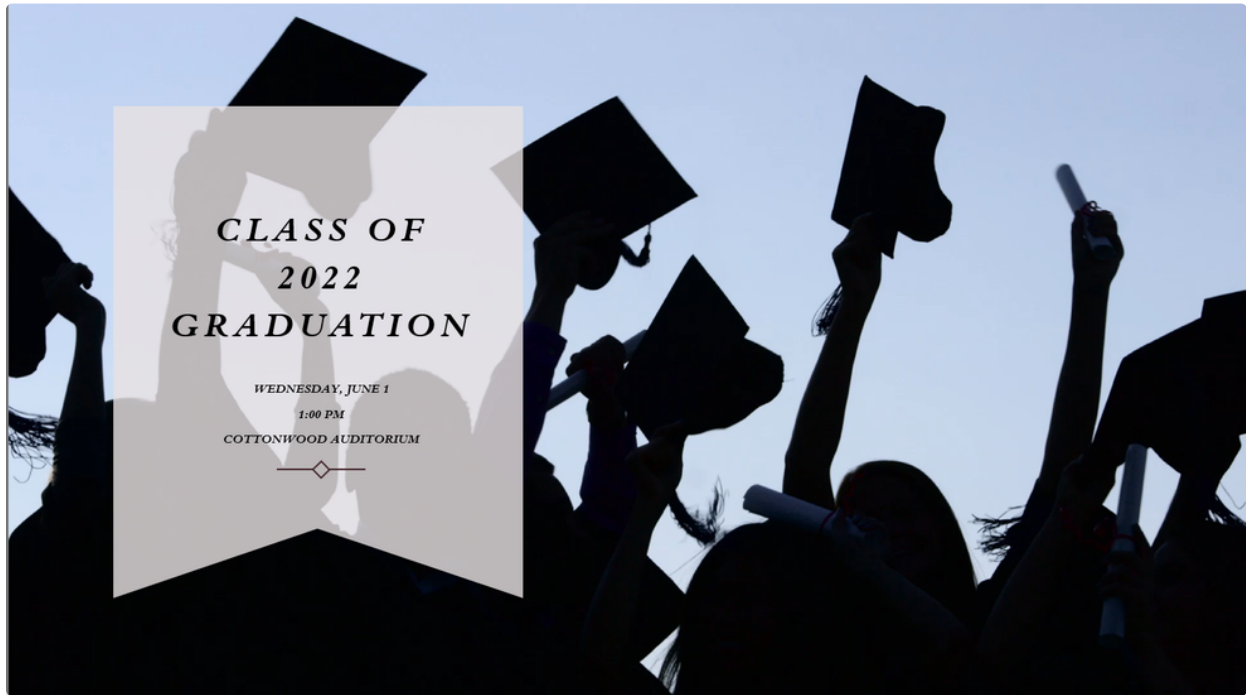 CLASS OF
2022
GRADUATION
WEDNESDAY, JUNE 1
1:00 PM
COTTONWOOD AUDITORIUM